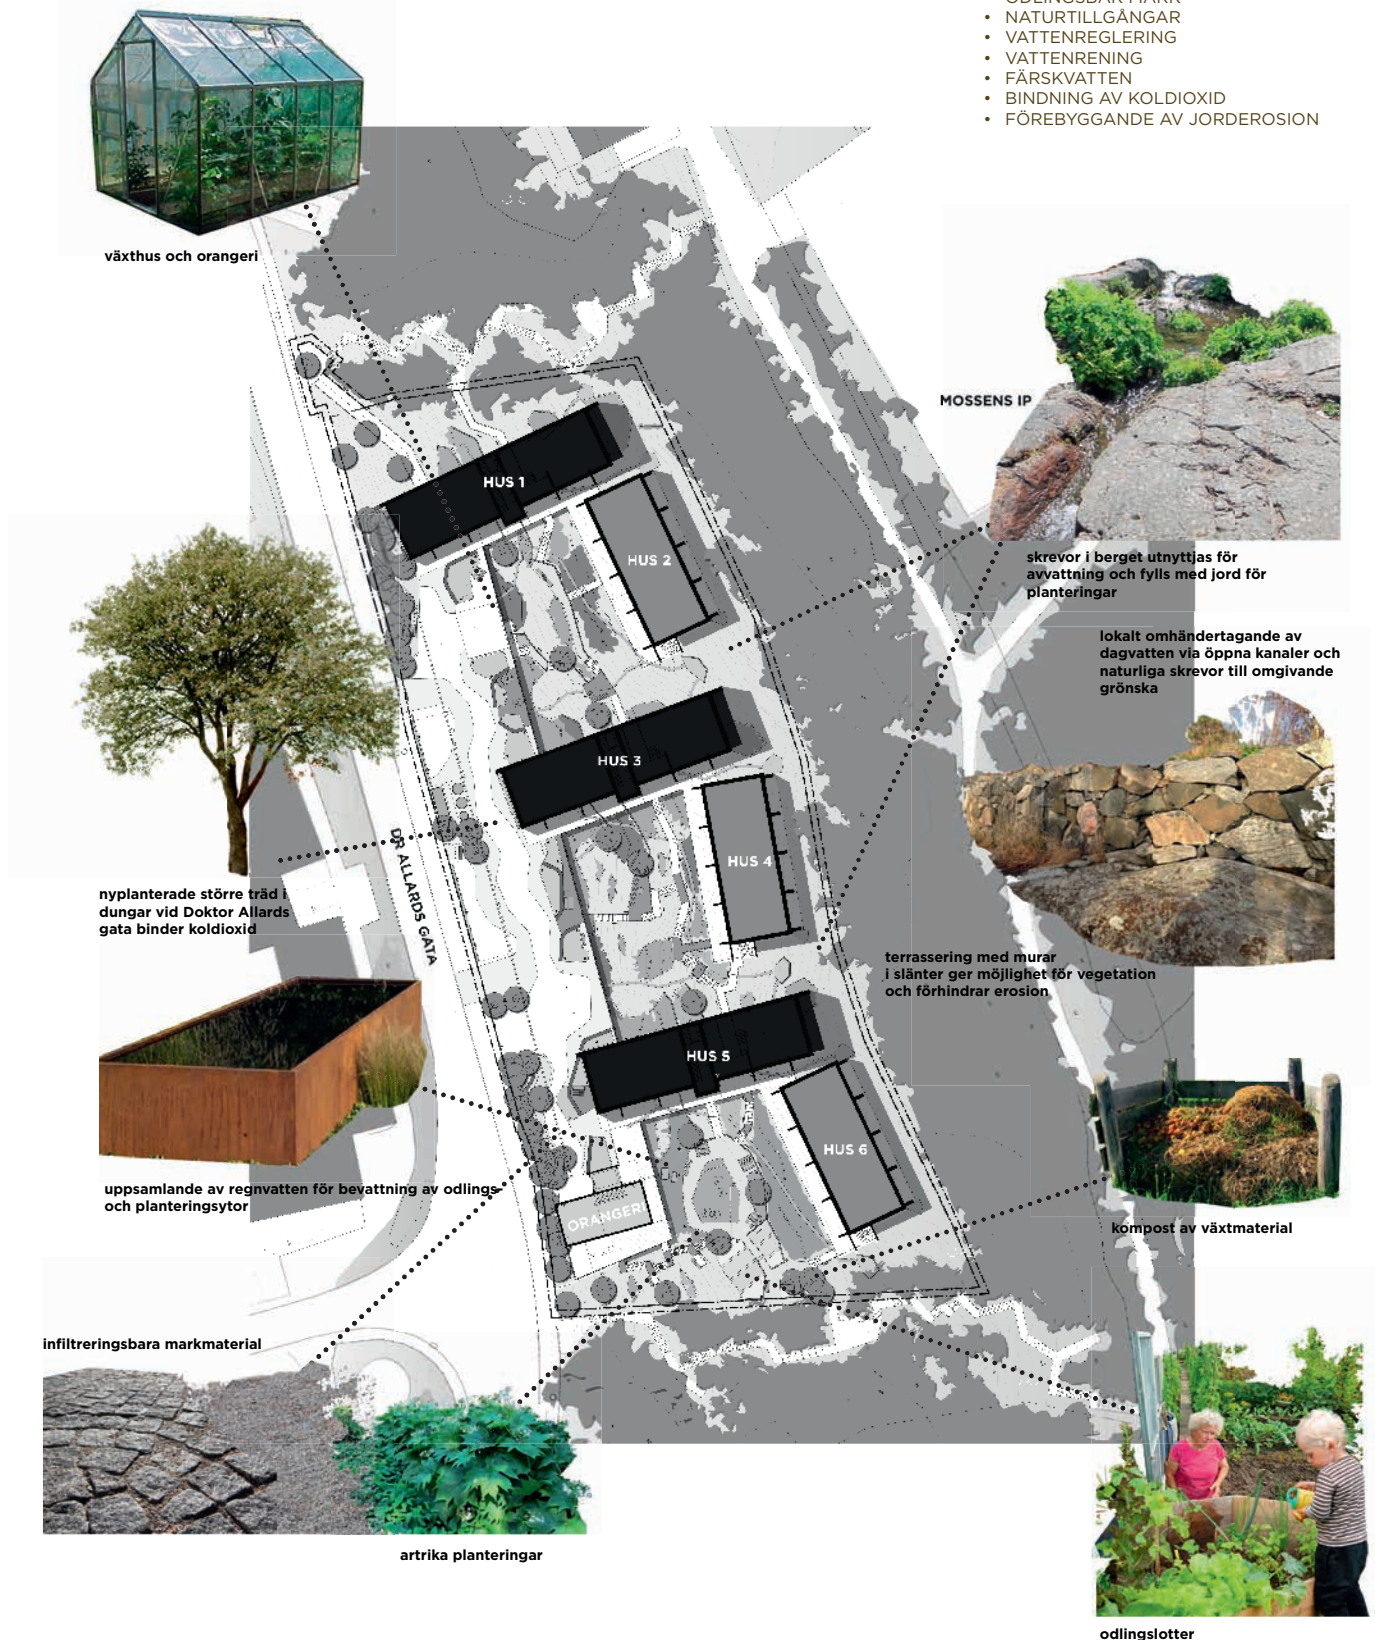 ODLINGSBAR MARK
• NATURTILLGÅNGAR
• VATTENREGLERING
• VATTENRENING
• FÄRSKVATTEN
• BINDNING AV KOLDIOXID
• FÖREBYGGANDE AV JORDEROSION
växthus och orangeri
MOSSENS IP
HUS 1
HUS 2
skrevor i berget utnyttjas för
avvattning och fylls med jord för
planteringar
lokalt omhändertagande av
dagvatten via öppna kanaler och
naturliga skrevor till omgivande
grönska
HUS 3
HUS 4
DR ALLARDS GATA
nyplanterade större träd i
dungar vid Doktor Allards
gata binder koldioxid
terrassering med murar
i slänter ger möjlighet för vegetation
och förhindrar erosion
HUS 5
HUS 6
uppsamlande av regnvatten för bevattning av odlings-
och planteringsytor
ORANGERI
kompost av växtmaterial
infiltreringsbara markmaterial
artrika planteringar
odlingslotter